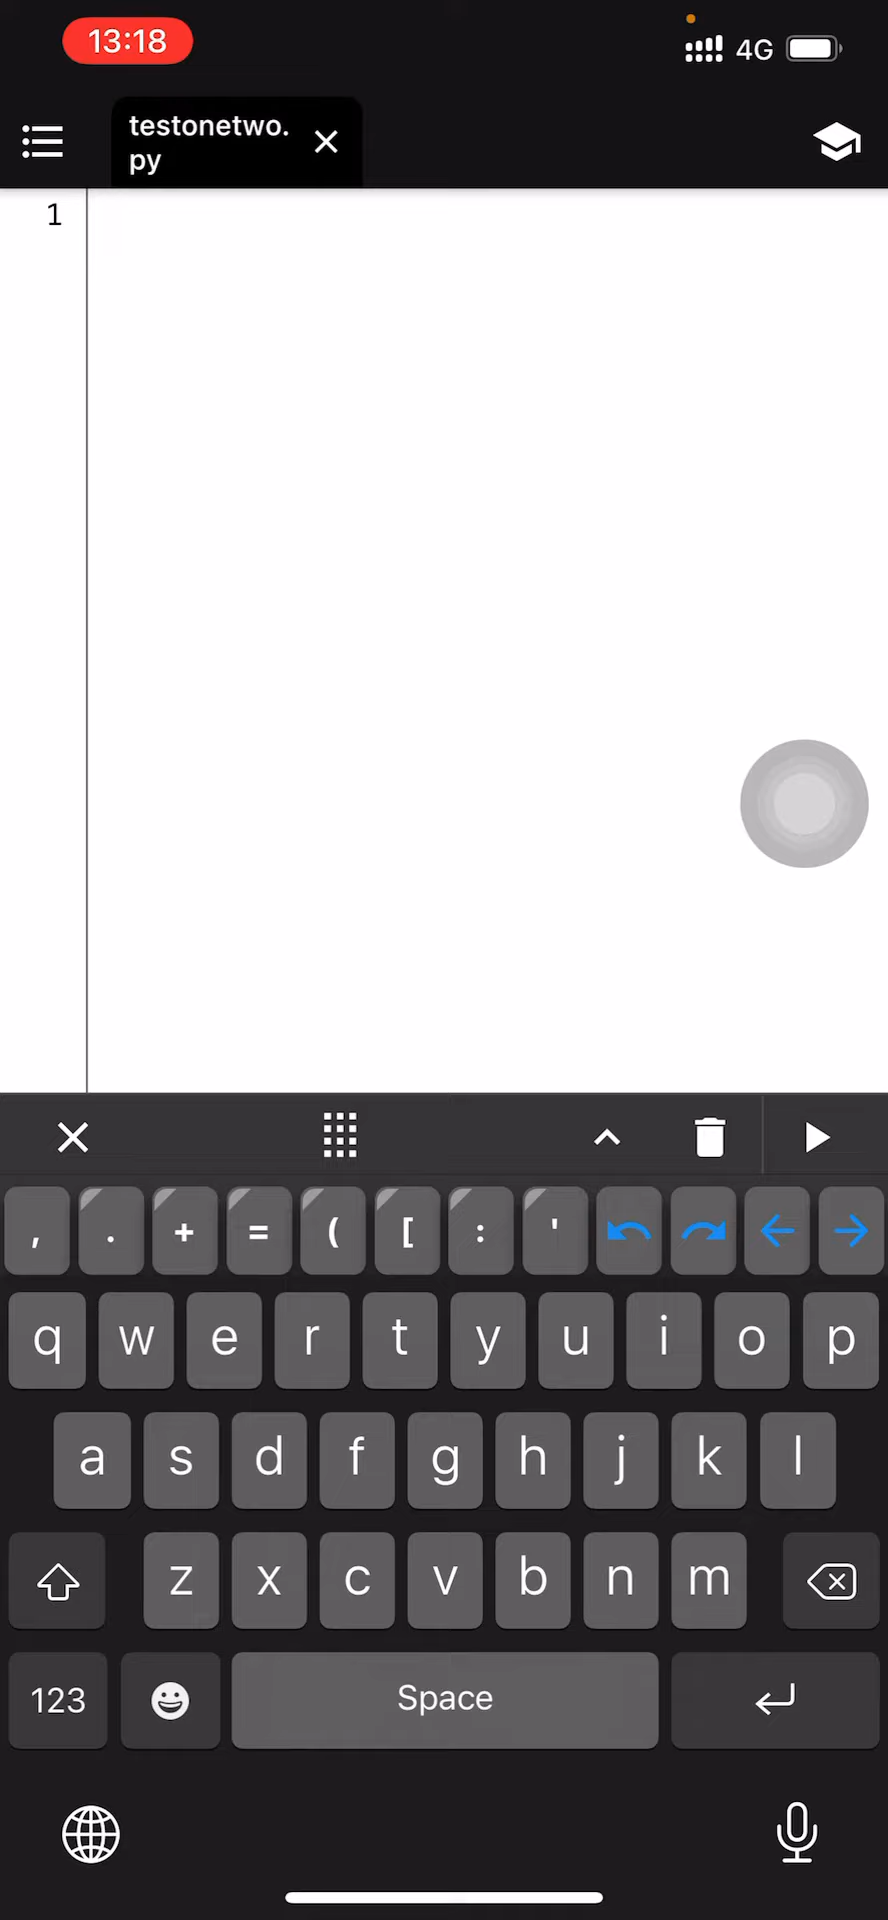 13:18
4G
testonetwo.
py
1
, . + = ( [ : '
q w e r t y u i o p
a s d f g h j k l
z x c v b n m
123 Space